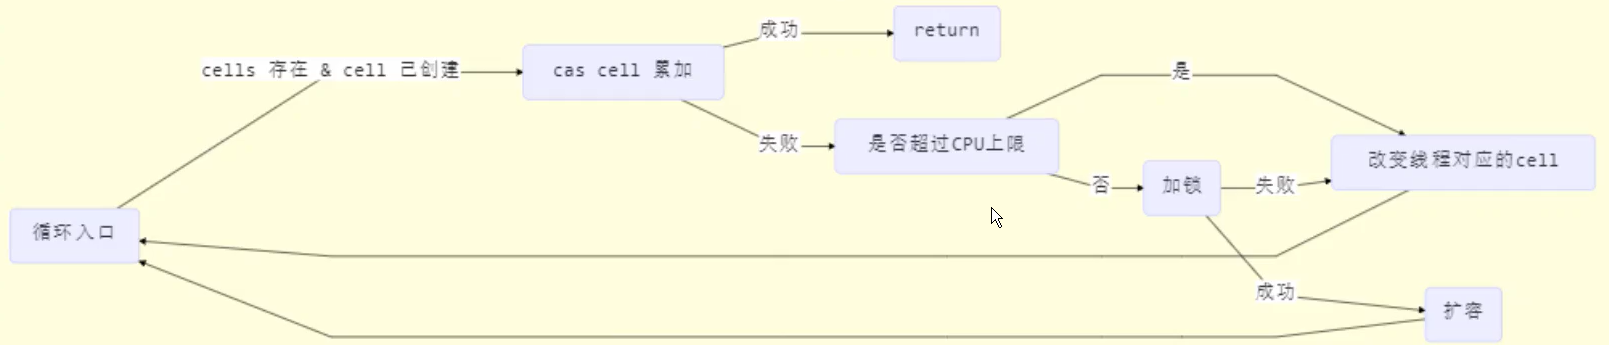 成功
return
cells 存在 & cell 已创建
cas cell 累加
是
失败
是否超过CPU上限
改变线程对应的cell
否
加锁
失败
循环入口
成功
扩容